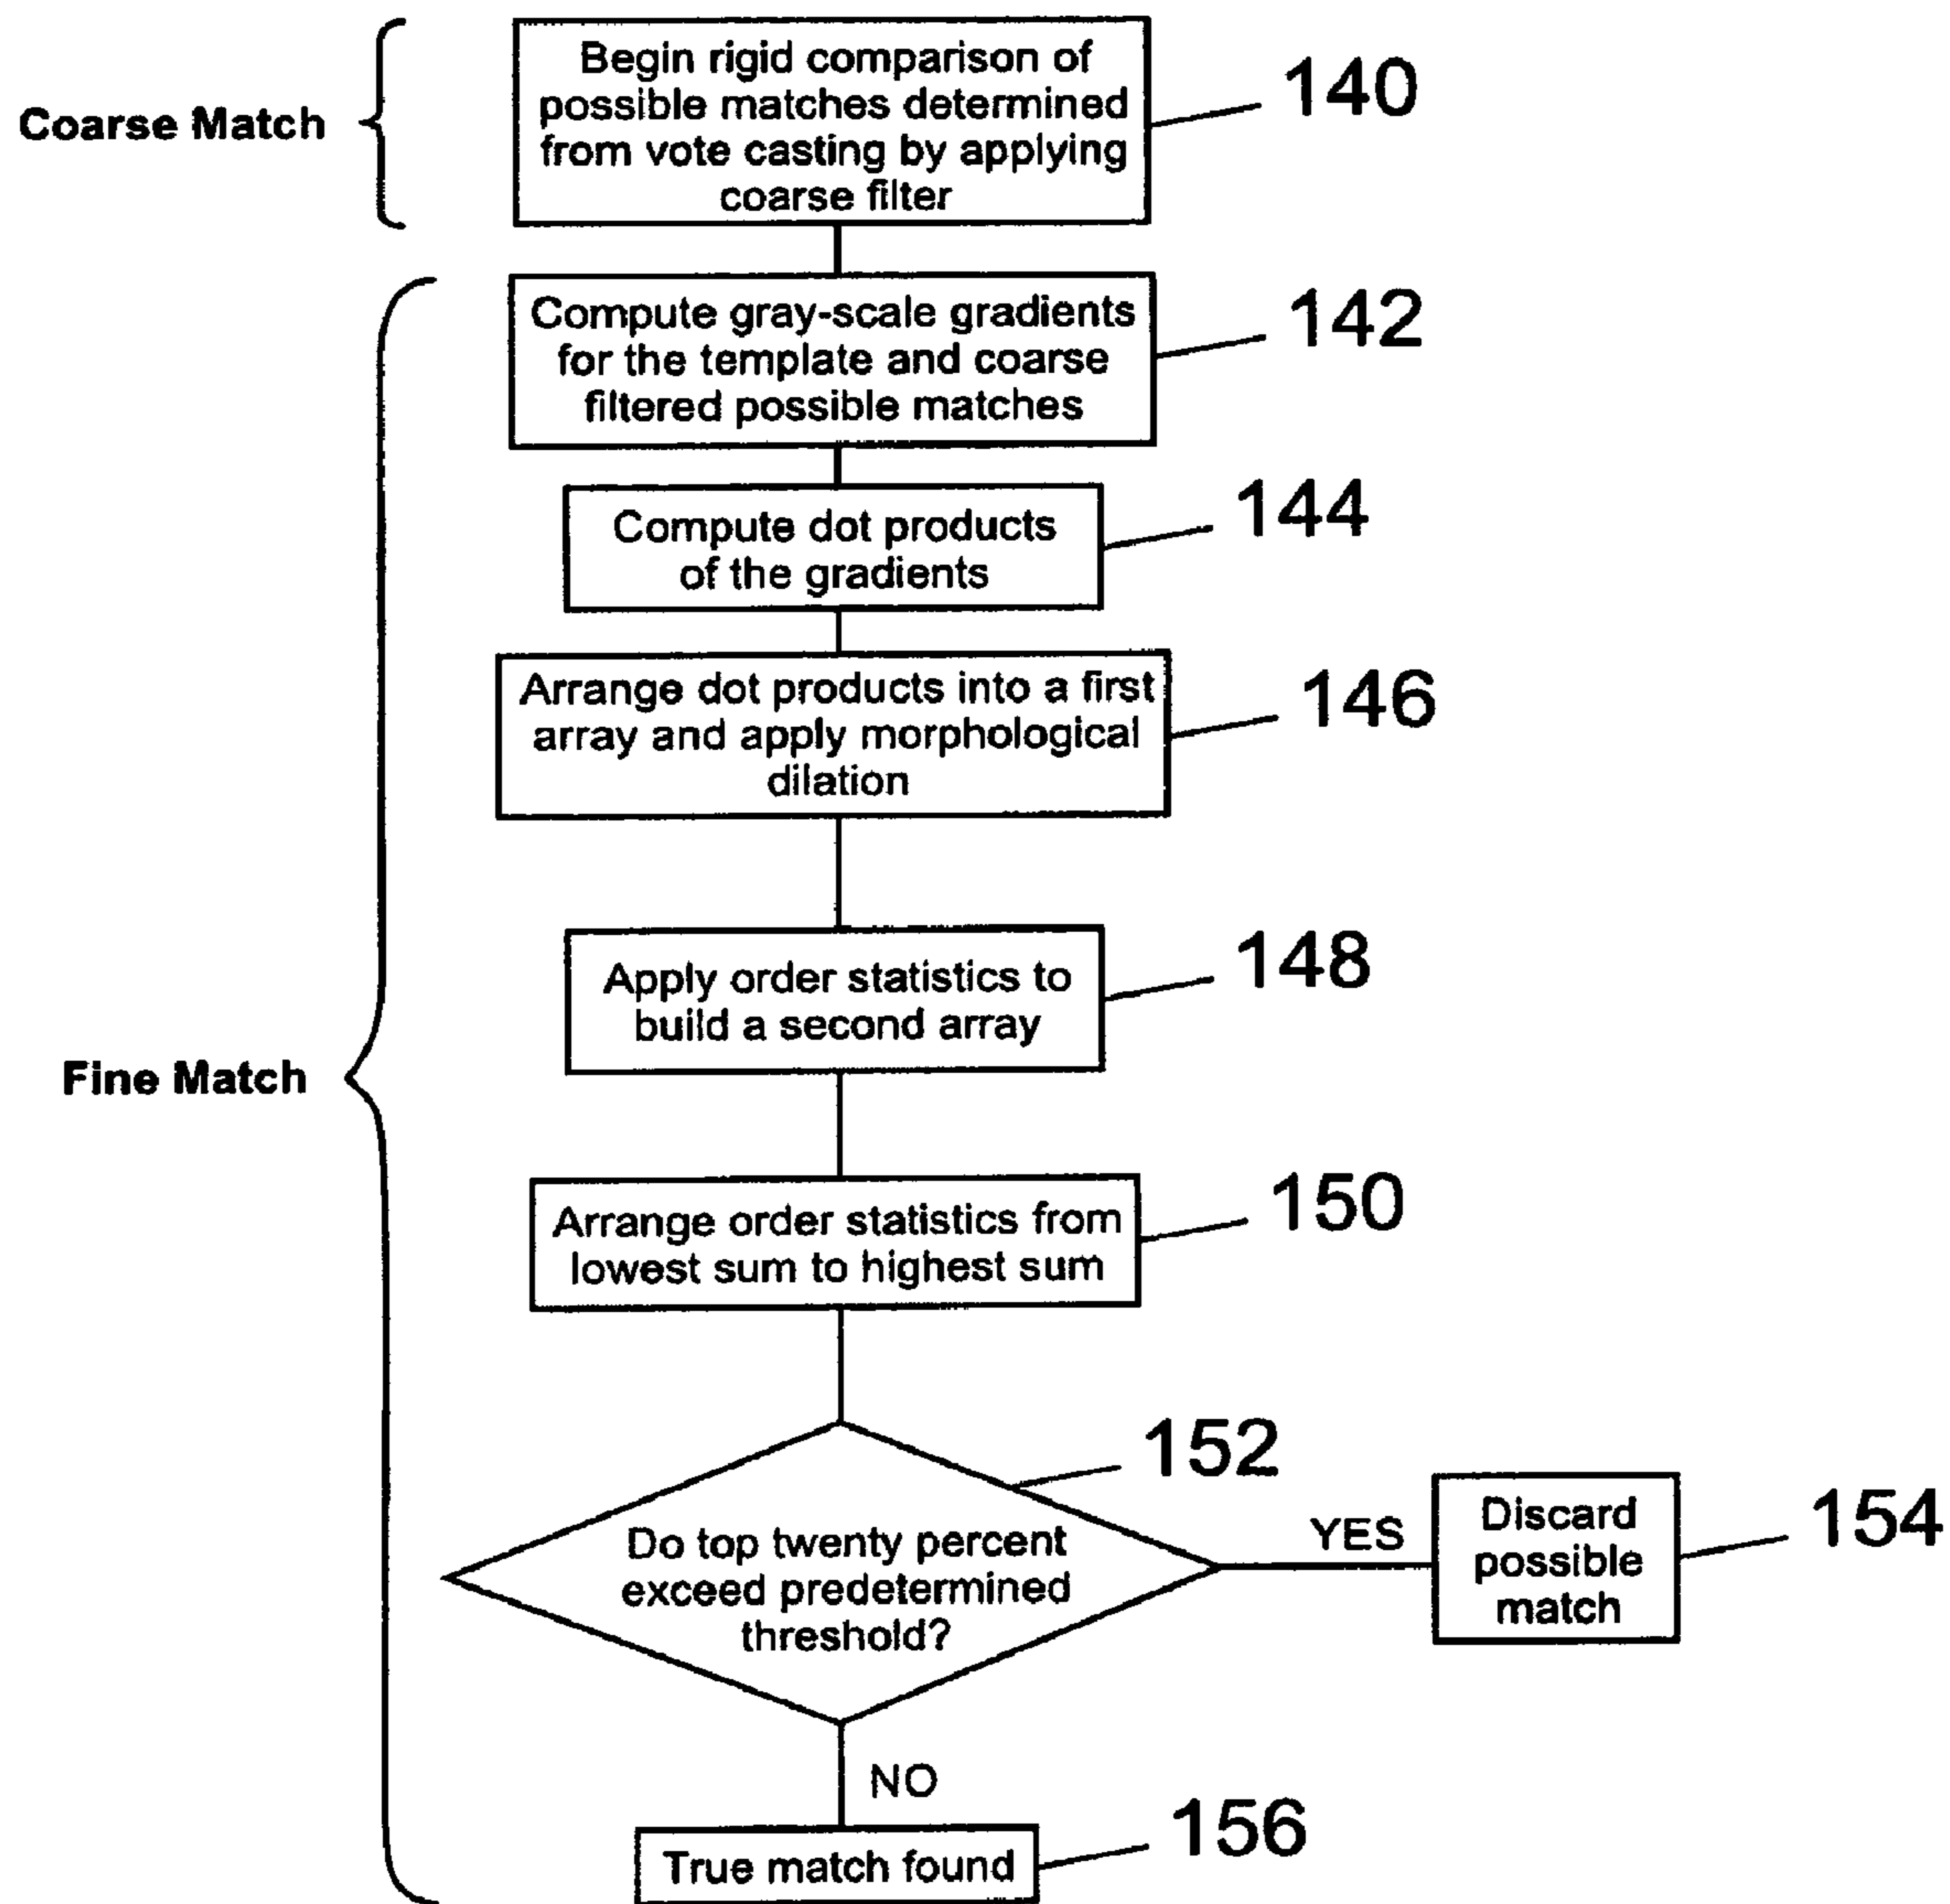 Coarse Match
Begin rigid comparison of
possible matches determined
from vote casting by applying
coarse filter
140
Compute gray-scale gradients
for the template and coarse
filtered possible matches
142
Compute dot products
of the gradients
144
Arrange dot products into a first
array and apply morphological
dilation
146
Apply order statistics to
build a second array
148
Fine Match
Arrange order statistics from
lowest sum to highest sum
150
152
Do top twenty percent
exceed predetermined
threshold?
YES
Discard
possible
match
154
NO
True match found
156